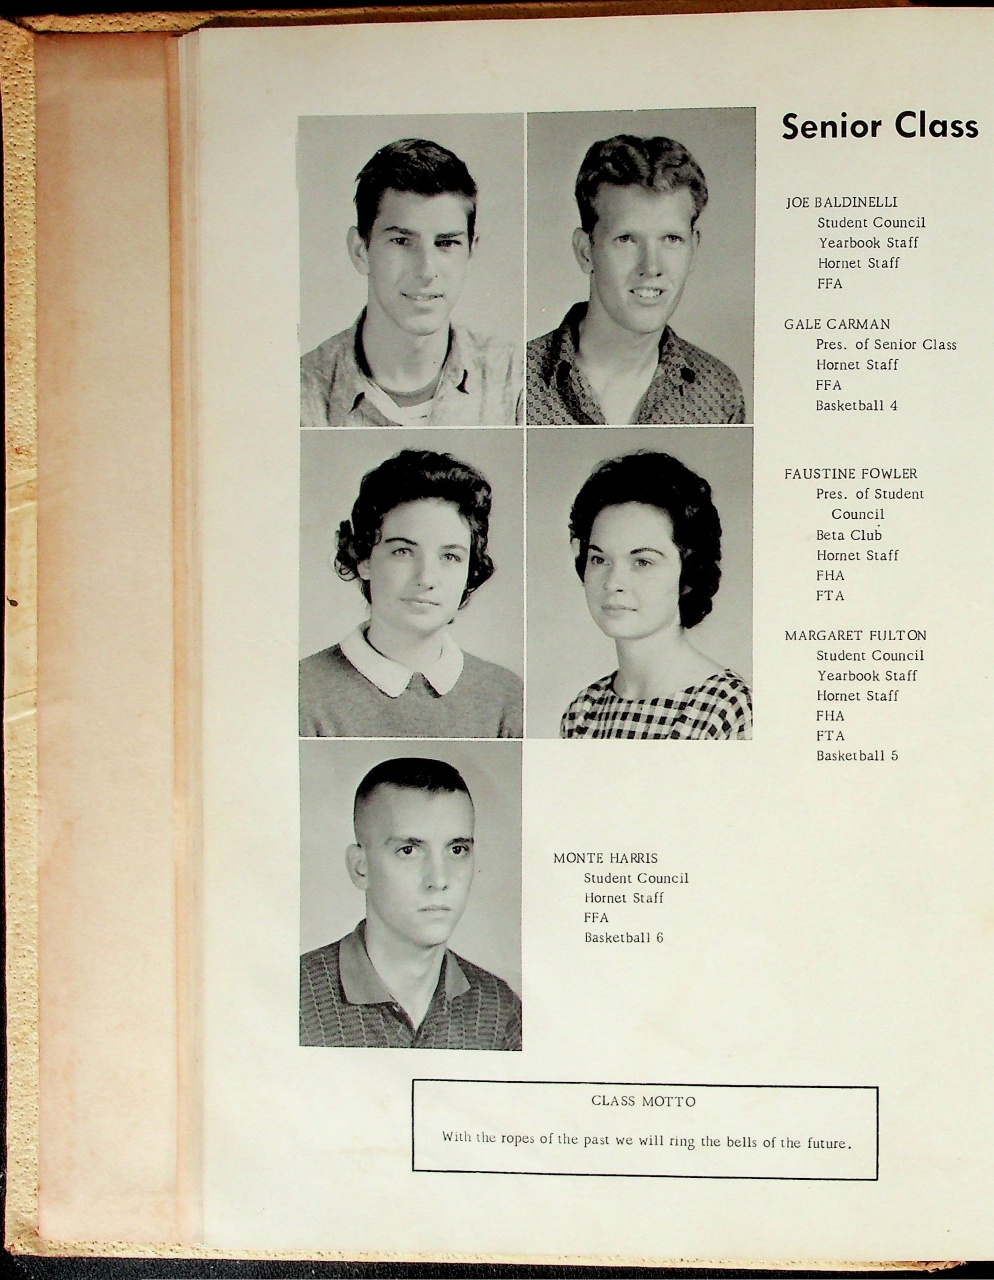 Senior Class
JOE BALDINELLI
Student Council
Yearbook Staff
Hornet Staff
FFA
GALE CARMAN
Pres. of Senior Class
Hornet Staff
FFA
Basketball 4
FAUSTINE FOWLER
Pres. of Student
Council
Beta Club
Hornet Staff
FHA
FTA
MARGARET FULTON
Student Council
Yearbook Staff
Hornet Staff
FHA
FTA
Basketball 5
MONTE HARRIS
Student Council
Hornet Staff
FFA
Basketball 6
CLASS MOTTO
With the ropes of the past we will ring the bells of the future.